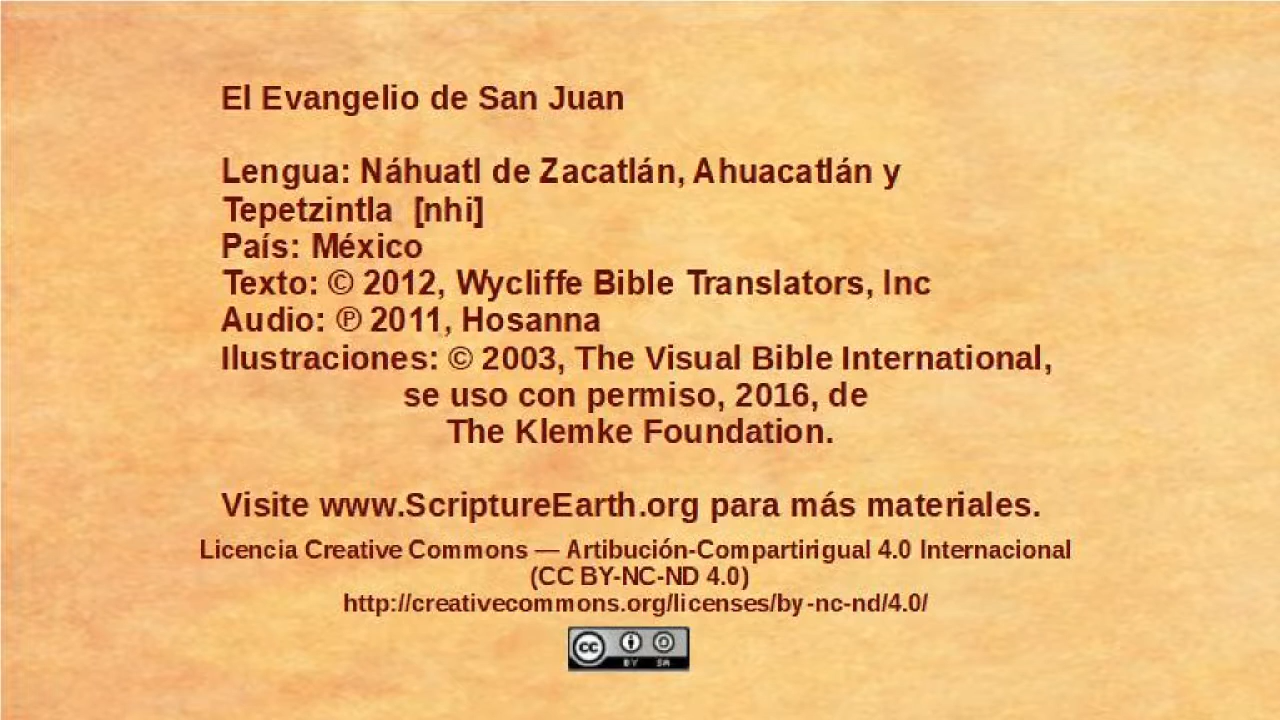 El Evangelio de San Juan
Lengua: Náhuatl de Zacatlán, Ahuacatlán y
Tepetzintla [nhi]
País: México
Texto: © 2012, Wycliffe Bible Translators, Inc
Audio: ℗ 2011, Hosanna
Ilustraciones: © 2003, The Visual Bible International,
se uso con permiso, 2016, de
The Klemke Foundation.
Visite www.ScriptureEarth.org para más materiales.
Licencia Creative Commons — Artibución-Compartirigual 4.0 Internacional
(CC BY-NC-ND 4.0)
http://creativecommons.org/licenses/by-nc-nd/4.0/
cc BY SA